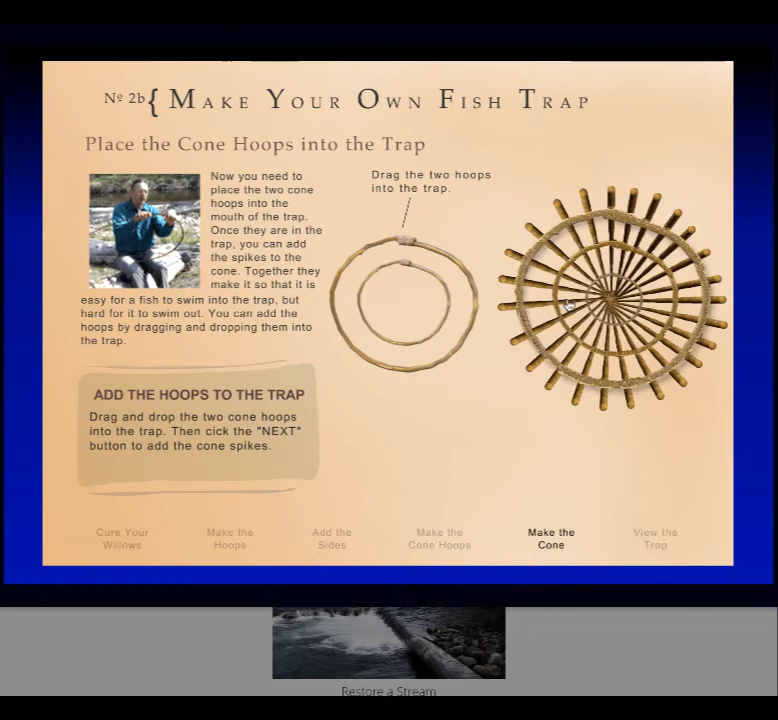 Nº 2b{ MAKE YOUR OWN FISH TRAP
Place the Cone Hoops into the Trap
Now you need to
place the two cone
hoops into the
mouth of the trap.
Once they are in the
trap, you can add
the spikes to the
cone. Together they
make it so that it is
easy for a fish to swim into the trap, but
hard for it to swim out. You can add the
hoops by dragging and dropping them into
the trap.
Drag the two hoops
into the trap.
ADD THE HOOPS TO THE TRAP
Drag and drop the two cone hoops
into the trap. Then cick the "NEXT"
button to add the cone spikes.
Cure Your
Willows
Make the
Hoops
Add the
Sides
Make the
Cone Hoops
Make the
Cone
View the
Trap
Restore a Stream